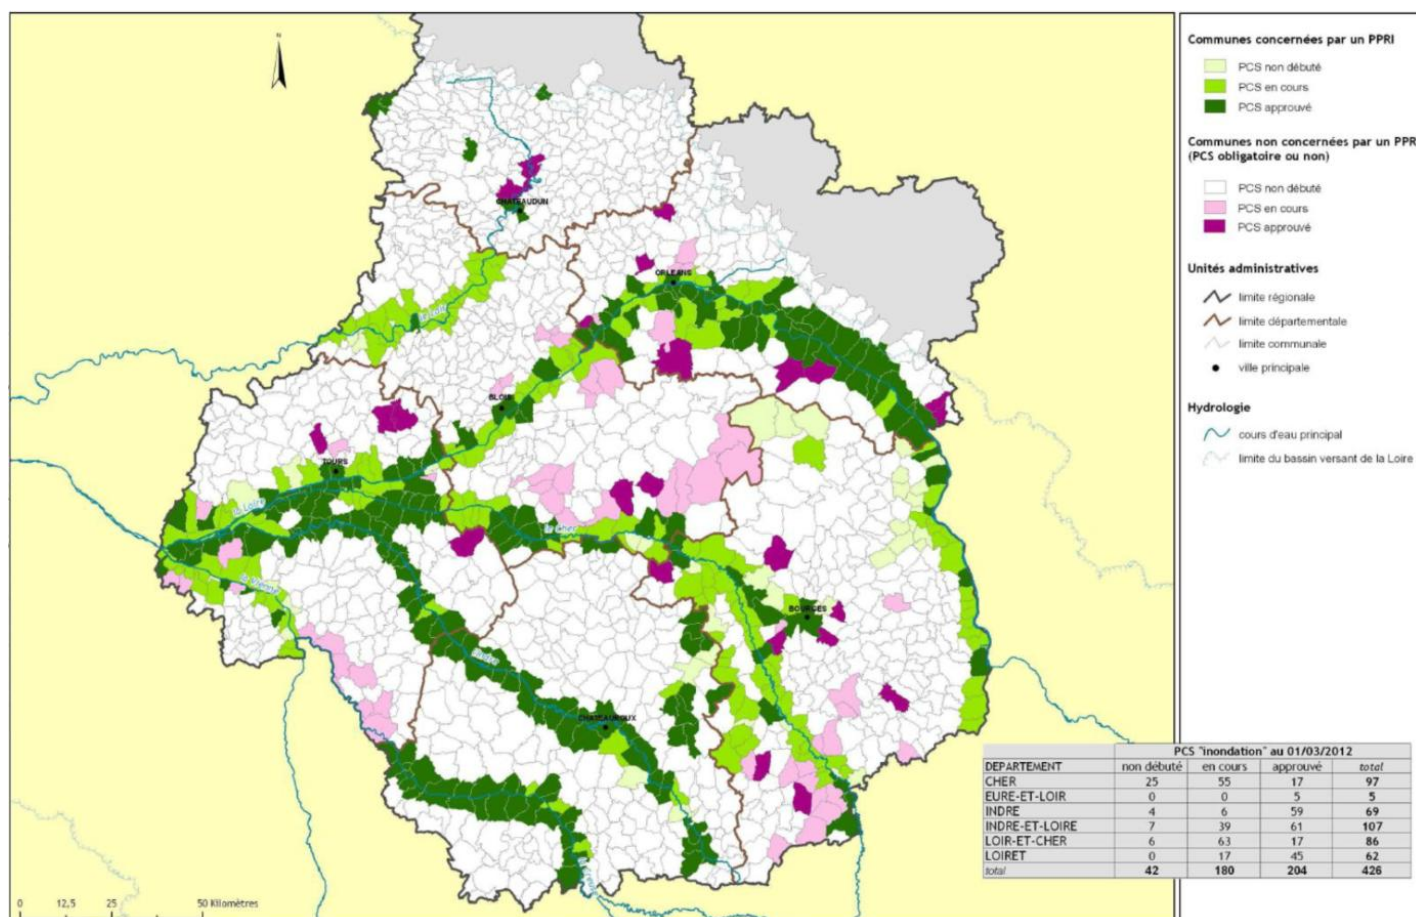 N
CHATEAUDUN
ORLEANS
le Loir
BLOIS
TOURS
la Loire
le Cher
la Vienne
BOURGES
l'Indre
CHATEAUROUX
0 12,5 25 50 Kilomètres
Communes concernées par un PPRI
PCS non débuté
PCS en cours
PCS approuvé
Communes non concernées par un PPR
(PCS obligatoire ou non)
PCS non débuté
PCS en cours
PCS approuvé
Unités administratives
limite régionale
limite départementale
limite communale
ville principale
Hydrologie
cours d'eau principal
limite du bassin versant de la Loire
PCS "inondation" au 01/03/2012
DEPARTEMENT non débuté en cours approuvé total
CHER 25 55 17 97
EURE-ET-LOIR 0 0 5 5
INDRE 4 6 59 69
INDRE-ET-LOIRE 7 39 61 107
LOIR-ET-CHER 6 63 17 86
LOIRET 0 17 45 62
total 42 180 204 426